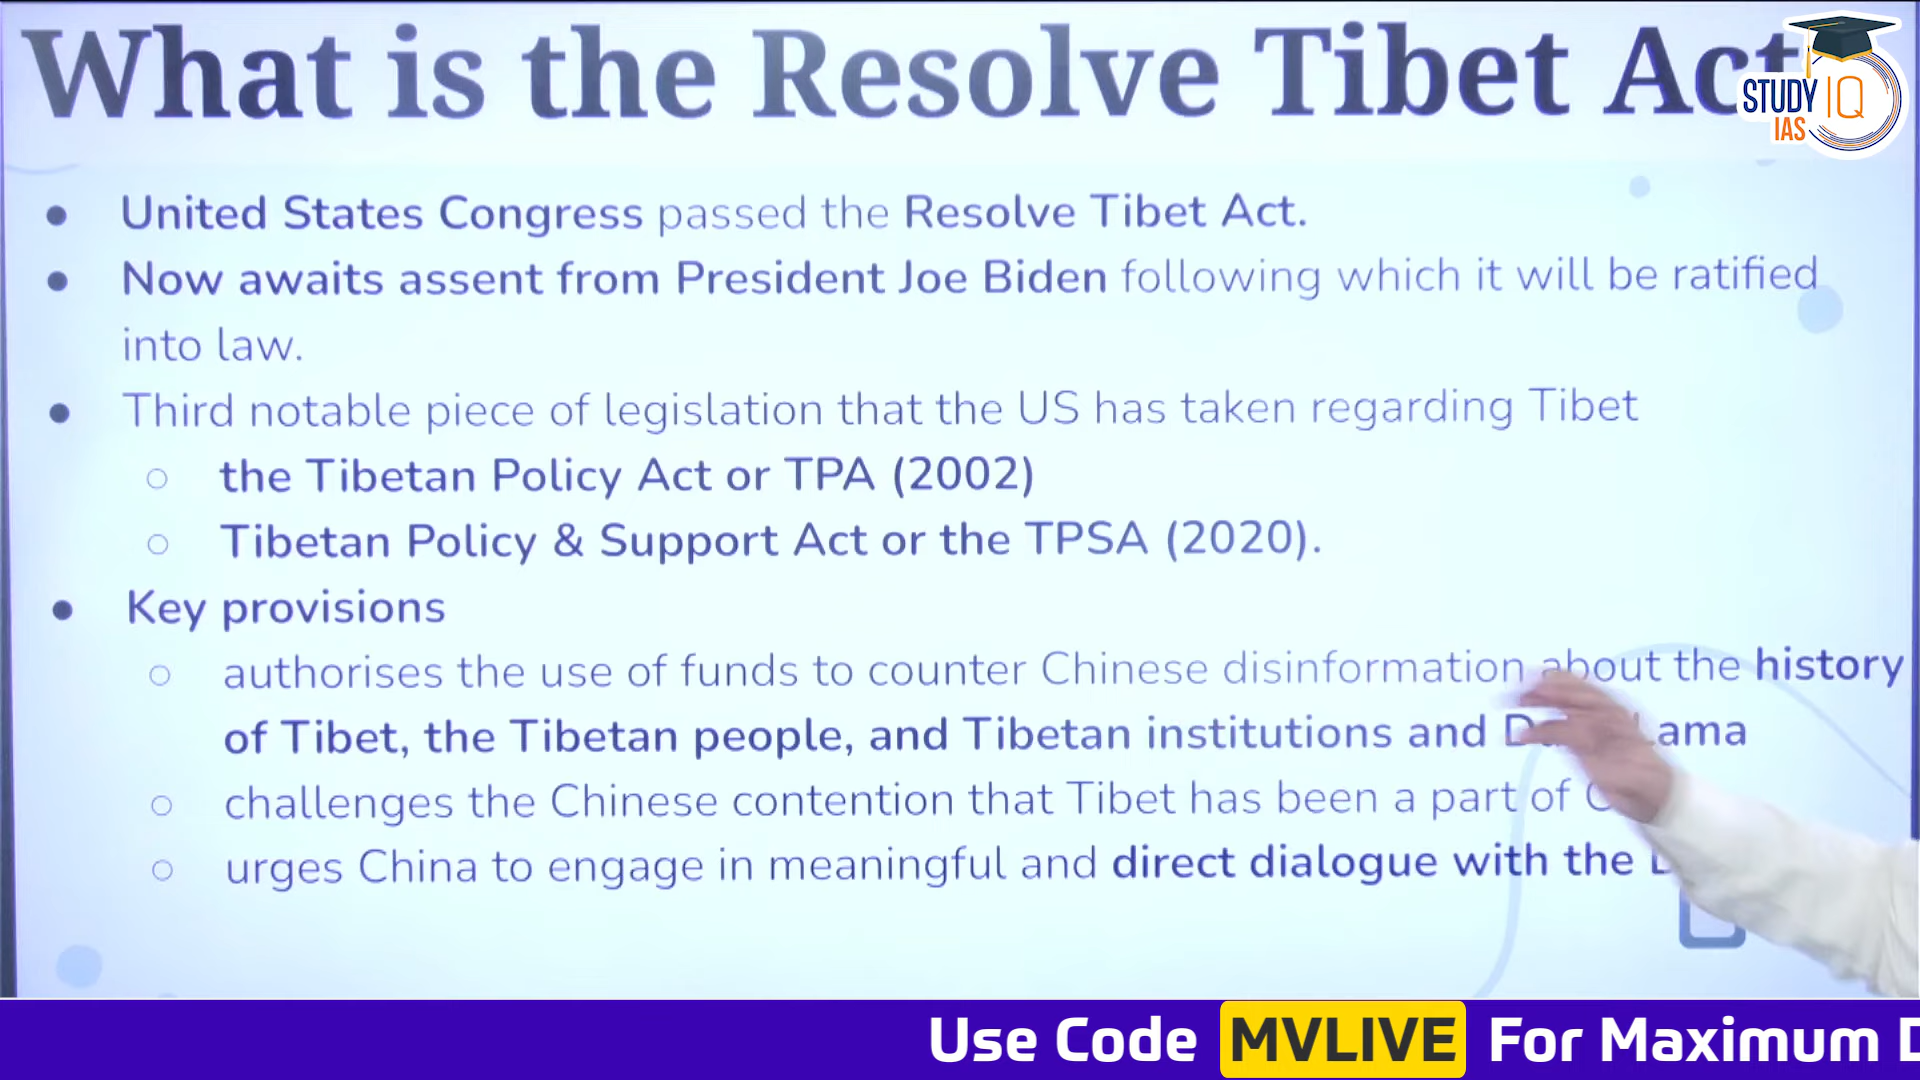 What is the Resolve Tibet Act
STUDY IQ
IAS
● United States Congress passed the Resolve Tibet Act.
● Now awaits assent from President Joe Biden following which it will be ratified
into law.
● Third notable piece of legislation that the US has taken regarding Tibet
○ the Tibetan Policy Act or TPA (2002)
○ Tibetan Policy & Support Act or the TPSA (2020).
● Key provisions
○ authorises the use of funds to counter Chinese disinformation about the history
of Tibet, the Tibetan people, and Tibetan institutions and
○ challenges the Chinese contention that Tibet has been a part of
○ urges China to engage in meaningful and direct dialogue with the
Use Code MVLIVE For Maximum